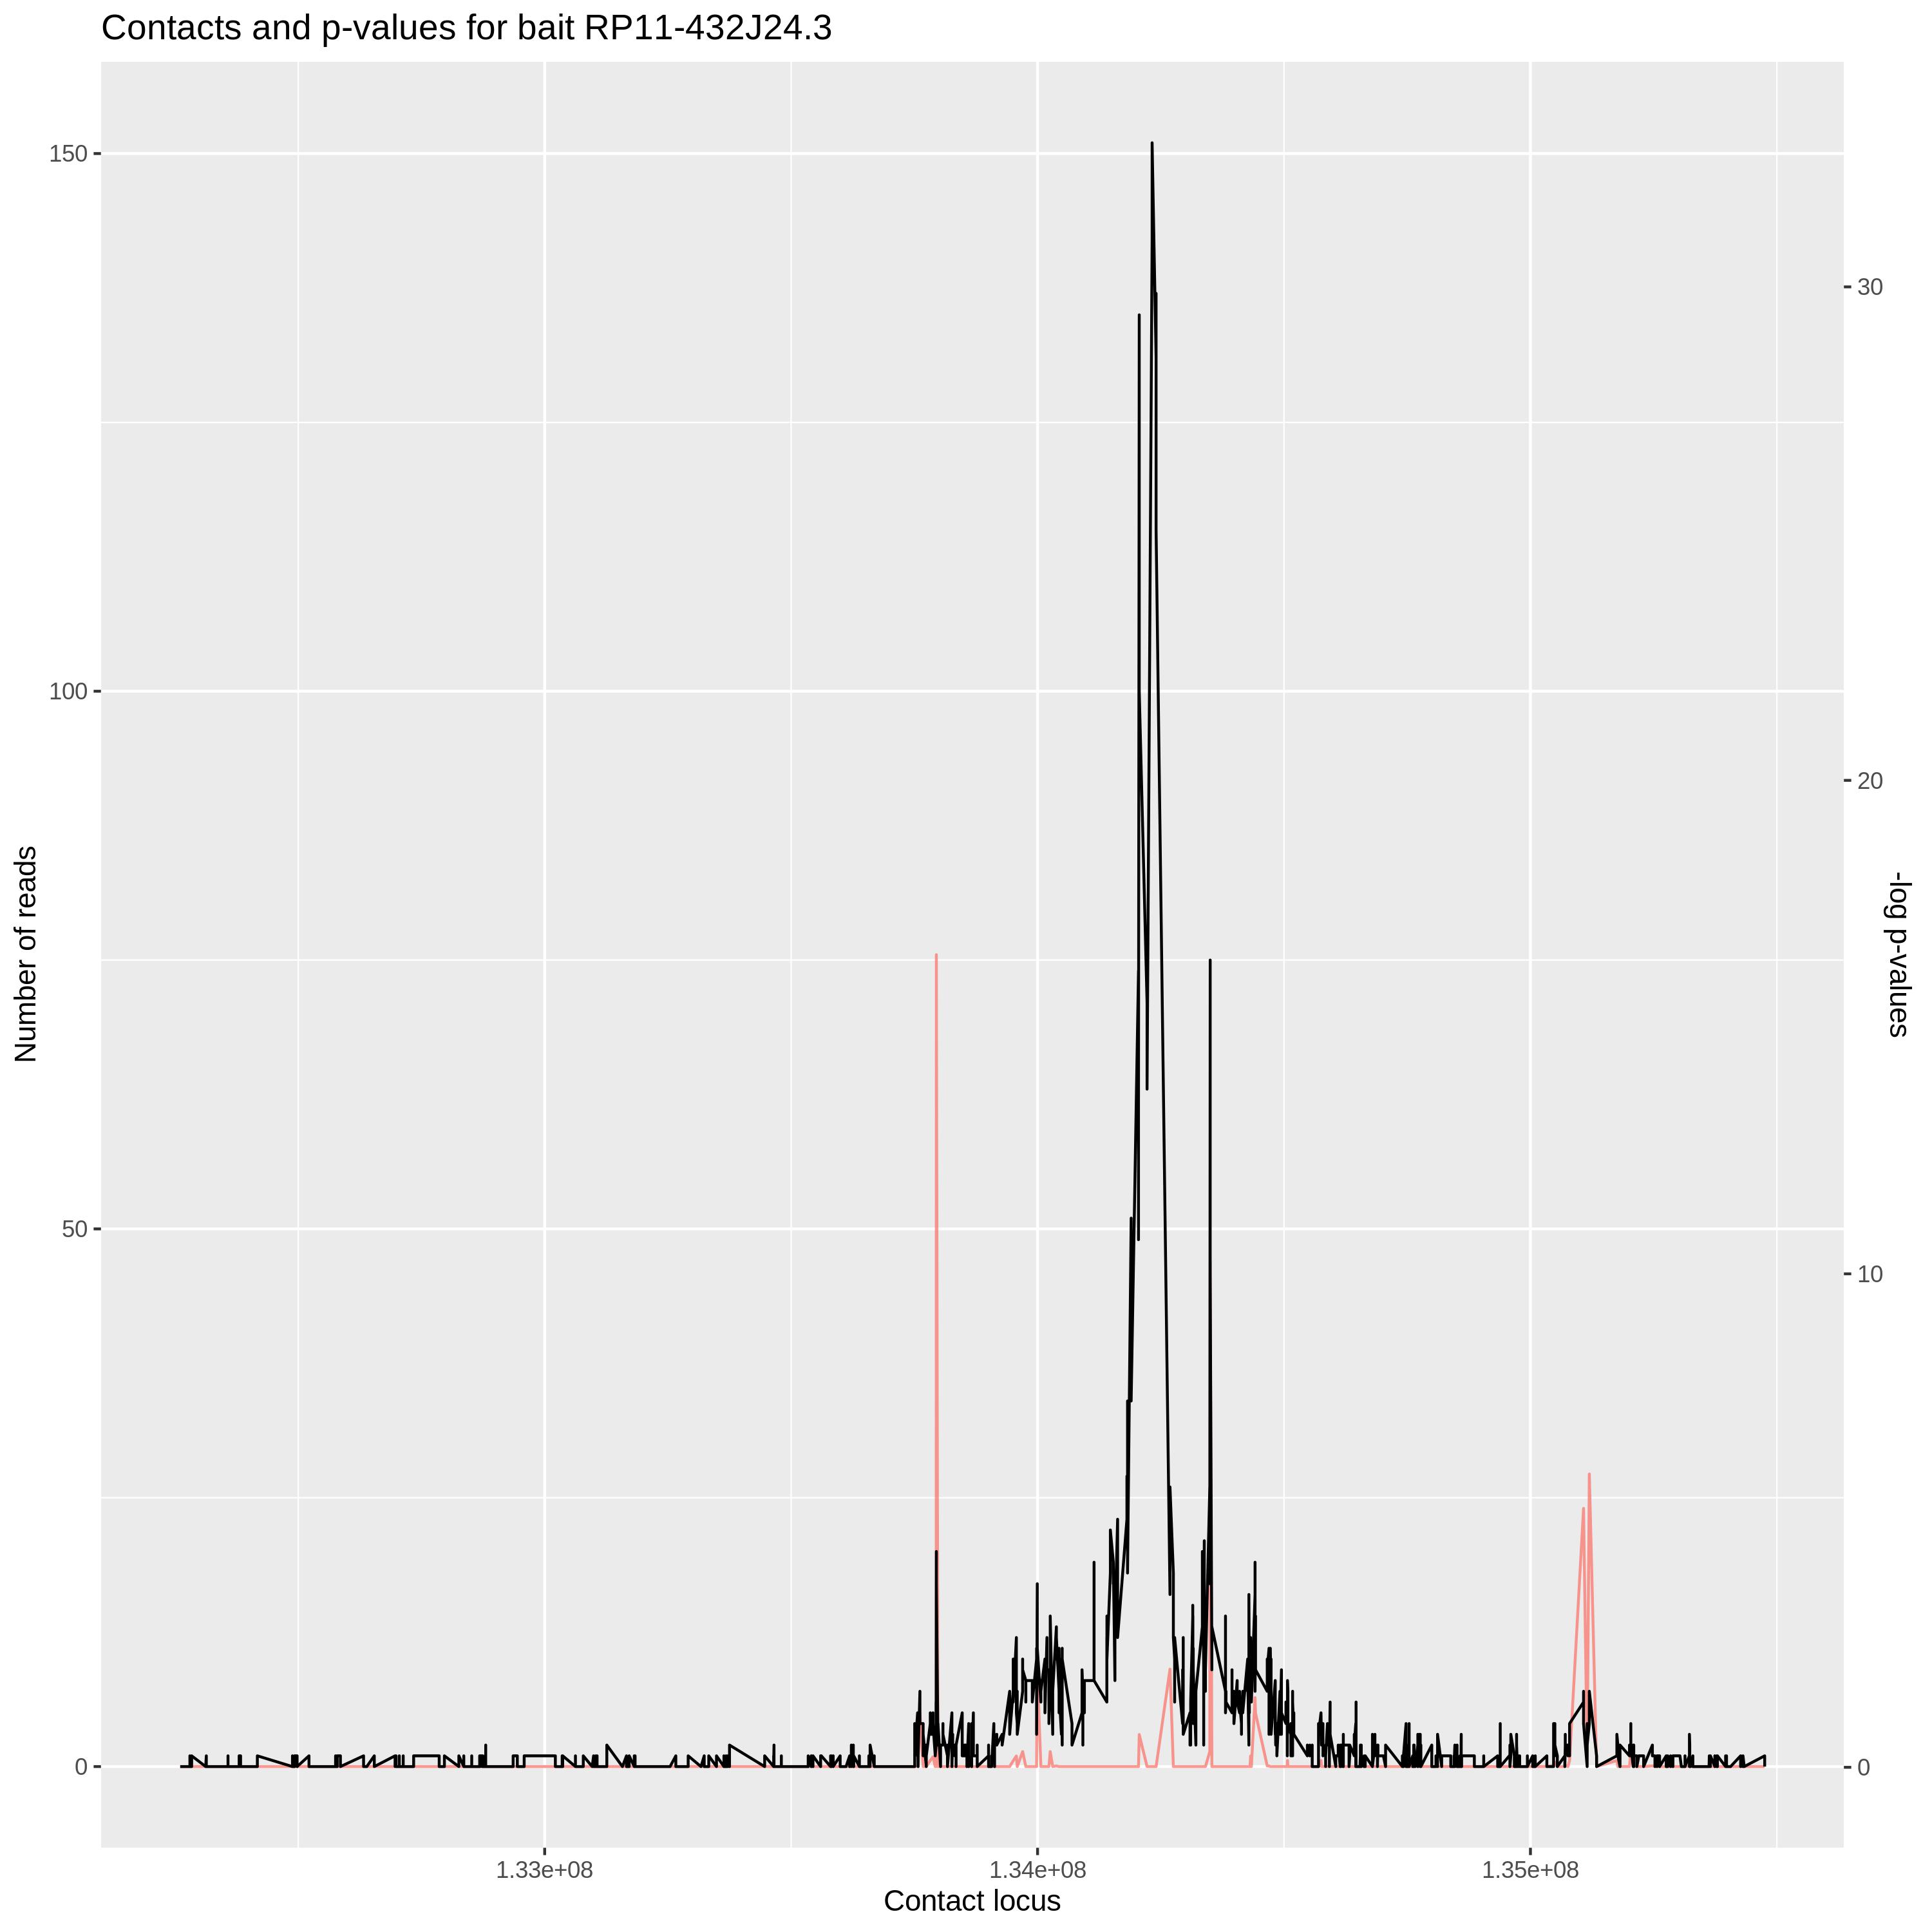 Contacts and p-values for bait RP11-432J24.3
150
100
50
0
Number of reads
30
20
10
0
-log p-values
1.33e+08
1.34e+08
1.35e+08
Contact locus